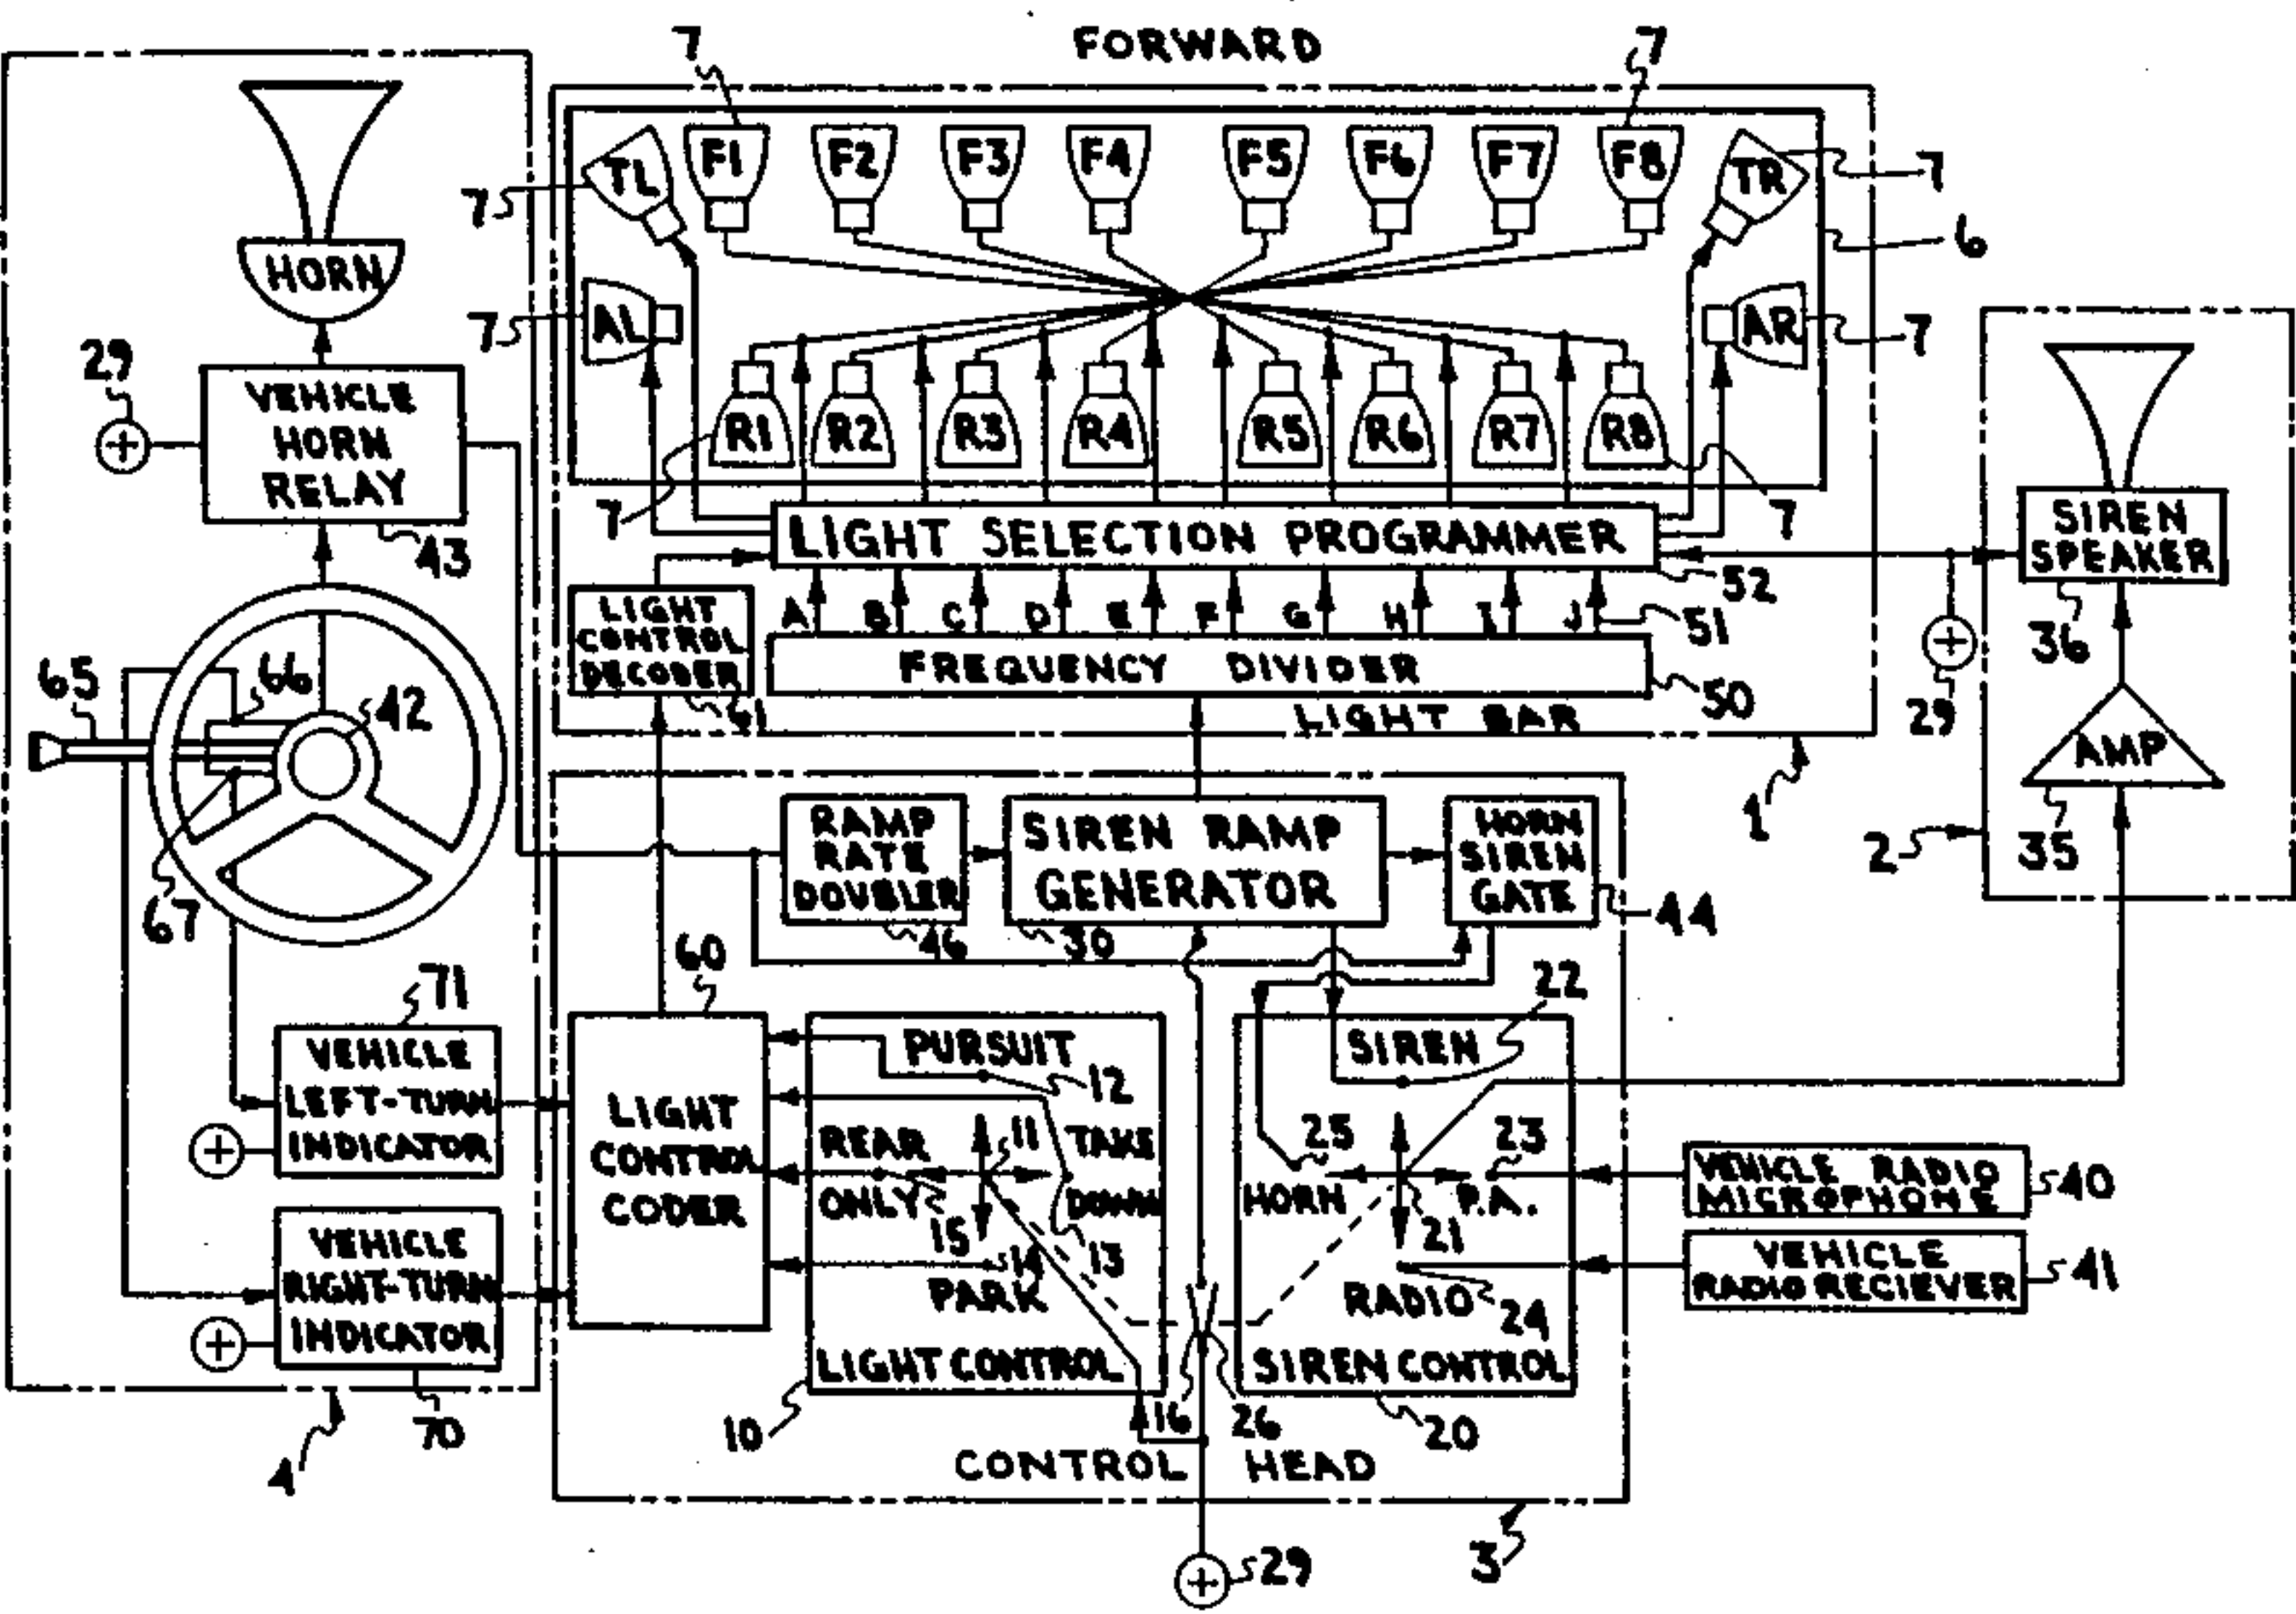 FORWARD
7
7
TL
F1
F2
F3
F4
F5
F6
F7
F8
TR
7
7
6
HORN
AL
AR
7
7
29
VEHICLE
HORN
RELAY
R1
R2
R3
R4
R5
R6
R7
R8
7
7
43
LIGHT SELECTION PROGRAMMER
52
SIREN
SPEAKER
36
29
LIGHT
CONTROL
DECODER
61
A B C D E F G H I J
51
FREQUENCY DIVIDER
50
LIGHT BAR
1
65
66
42
67
AMP
35
2
RAMP
RATE
DOUBLER
46
SIREN RAMP
GENERATOR
30
HORN
SIREN
GATE
44
60
71
VEHICLE
LEFT-TURN
INDICATOR
VEHICLE
RIGHT-TURN
INDICATOR
70
4
LIGHT
CONTROL
CODER
PURSUIT
12
REAR
ONLY
11
TAKE
DOWN
15
13
14
PARK
LIGHT CONTROL
10
16
26
22
SIREN
25
23
HORN
P.A.
21
RADIO
24
SIREN CONTROL
20
VEHICLE RADIO
MICROPHONE
40
VEHICLE
RADIO RECIEVER
41
CONTROL HEAD
3
29